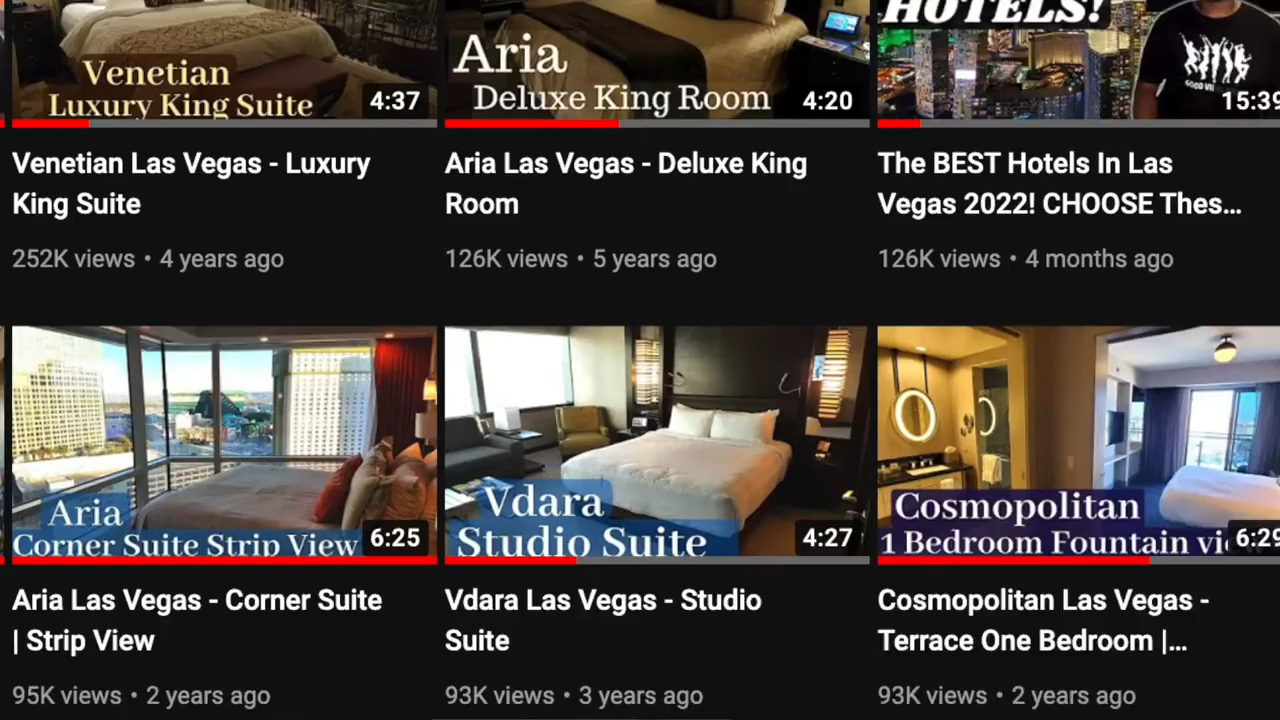 HOTELS!
Venetian
Luxury King Suite
4:37
Aria
Deluxe King Room
4:20
15:39
Venetian Las Vegas - Luxury
King Suite
252K views • 4 years ago
Aria Las Vegas - Deluxe King
Room
126K views • 5 years ago
The BEST Hotels In Las
Vegas 2022! CHOOSE Thes...
126K views • 4 months ago
Aria
Corner Suite Strip View
6:25
Vdara
Studio Suite
4:27
Cosmopolitan
1 Bedroom Fountain vi
6:29
Aria Las Vegas - Corner Suite
| Strip View
95K views • 2 years ago
Vdara Las Vegas - Studio
Suite
93K views • 3 years ago
Cosmopolitan Las Vegas -
Terrace One Bedroom |...
93K views • 2 years ago